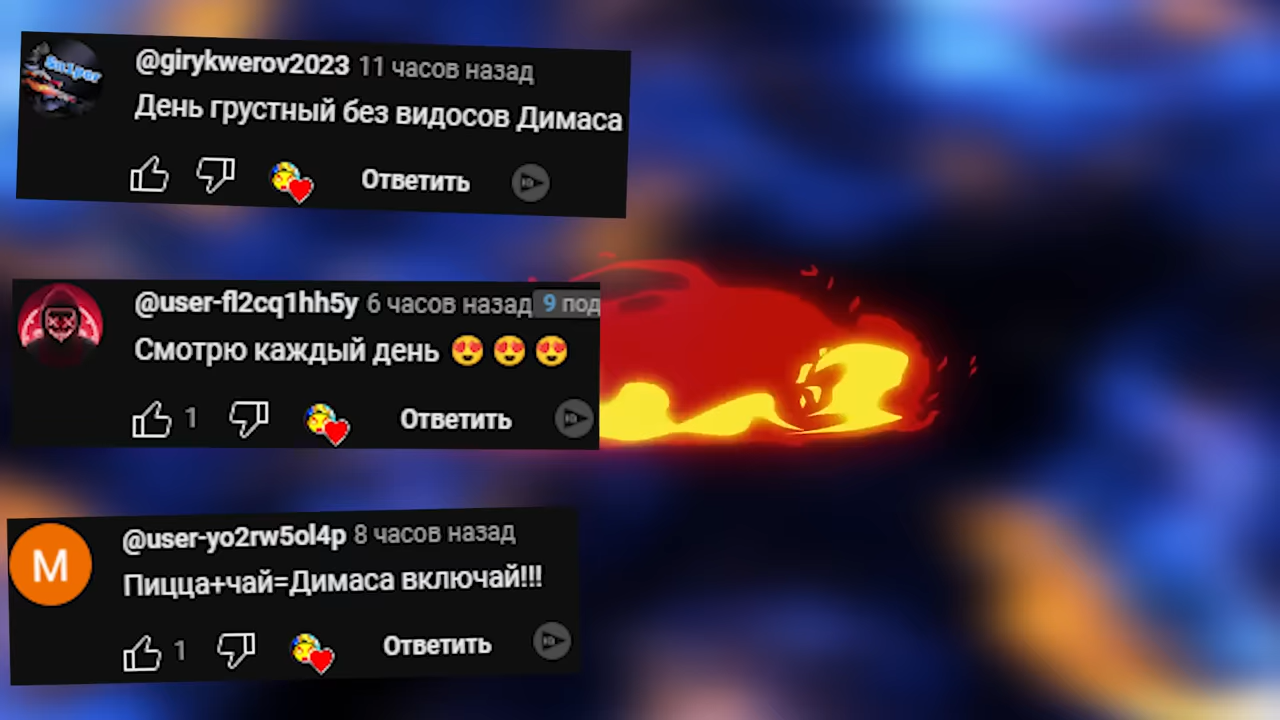 Sn1per
@girykwerov2023 11 часов назад
День грустный без видосов Димаса
Ответить
@user-fl2cq1hh5y 6 часов назад 9 под
Смотрю каждый день 😍 😍 😍
1 Ответить
M
@user-yo2rw5ol4p 8 часов назад
Пицца+чай=Димаса включай!!!
1 Ответить